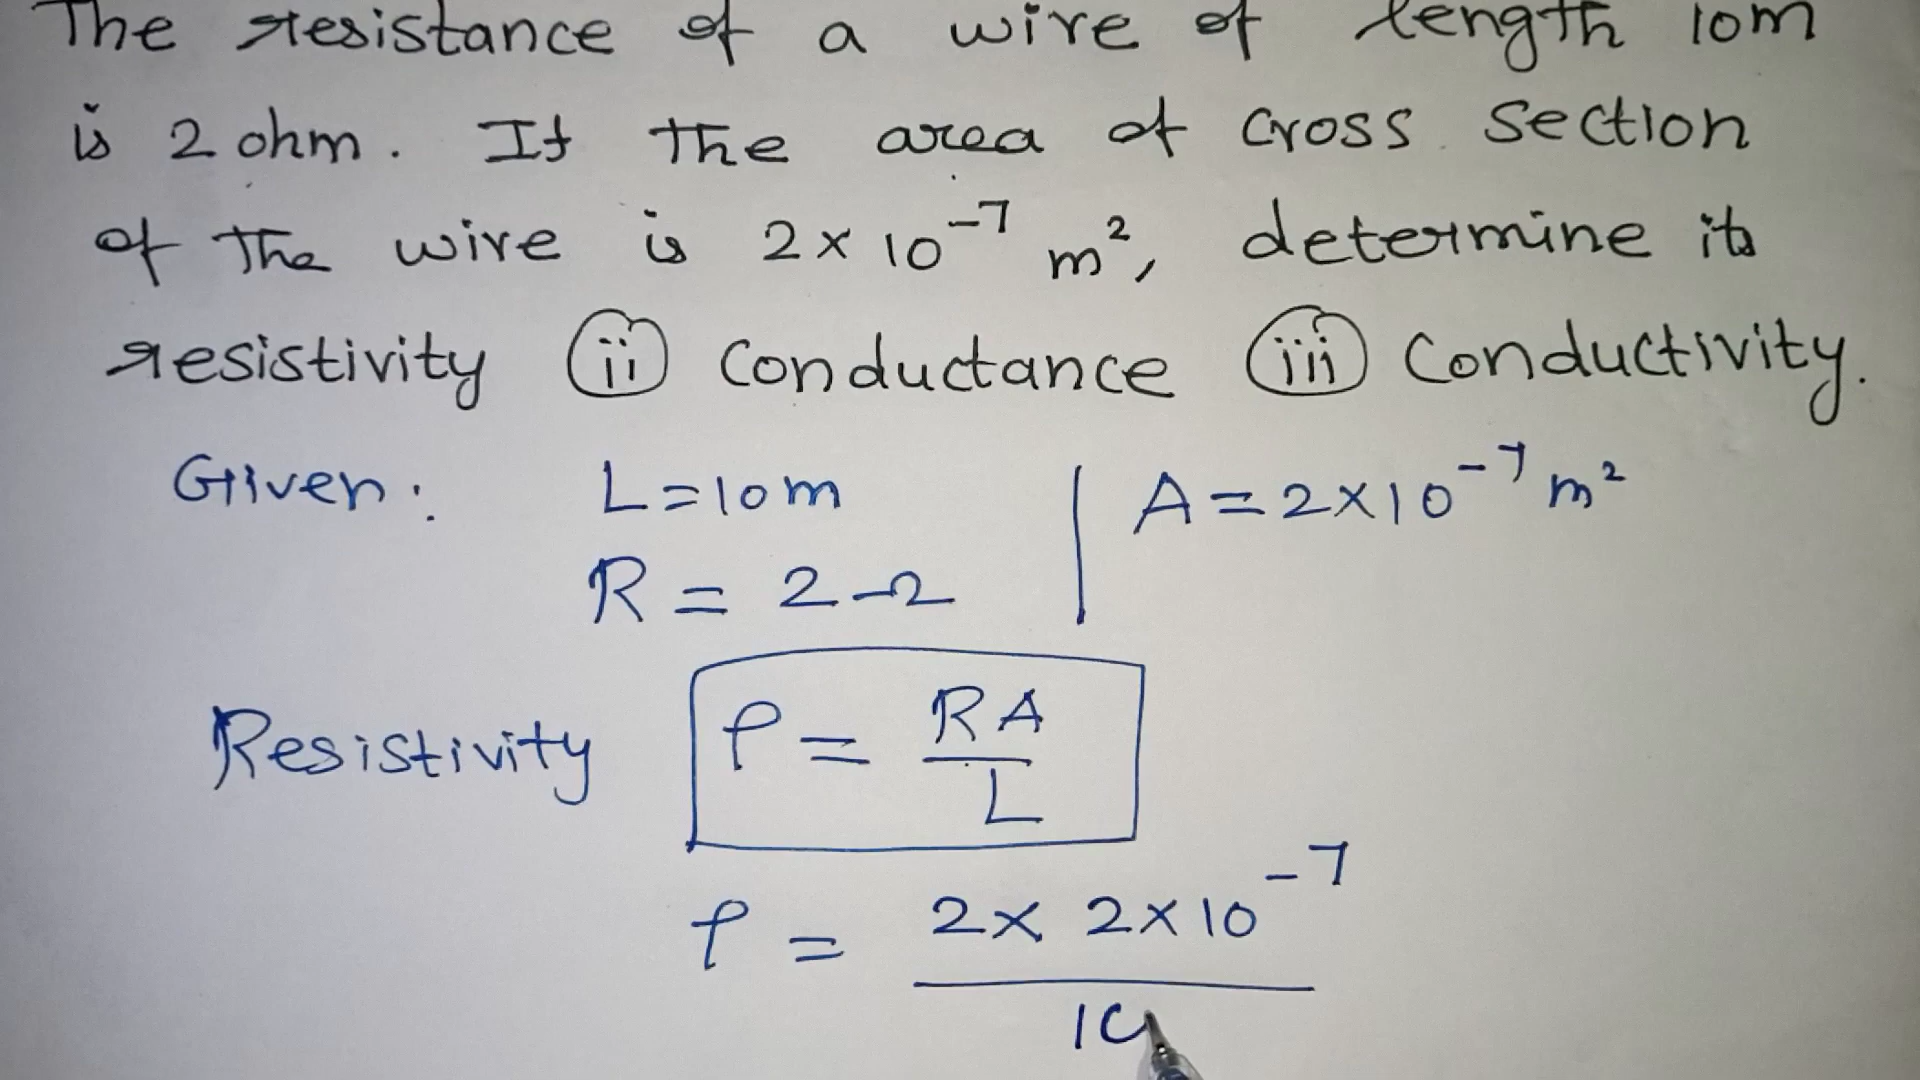 The resistance of a wire of length 10m
is 2 ohm. If the area of cross section
of the wire is 2×10⁻⁷ m², determine its
resistivity (ii) Conductance (iii) Conductivity.
Given: L=10m | A=2×10⁻⁷ m²
R = 2Ω
Resistivity ρ = RA/L
ρ = 2×2×10⁻⁷/10